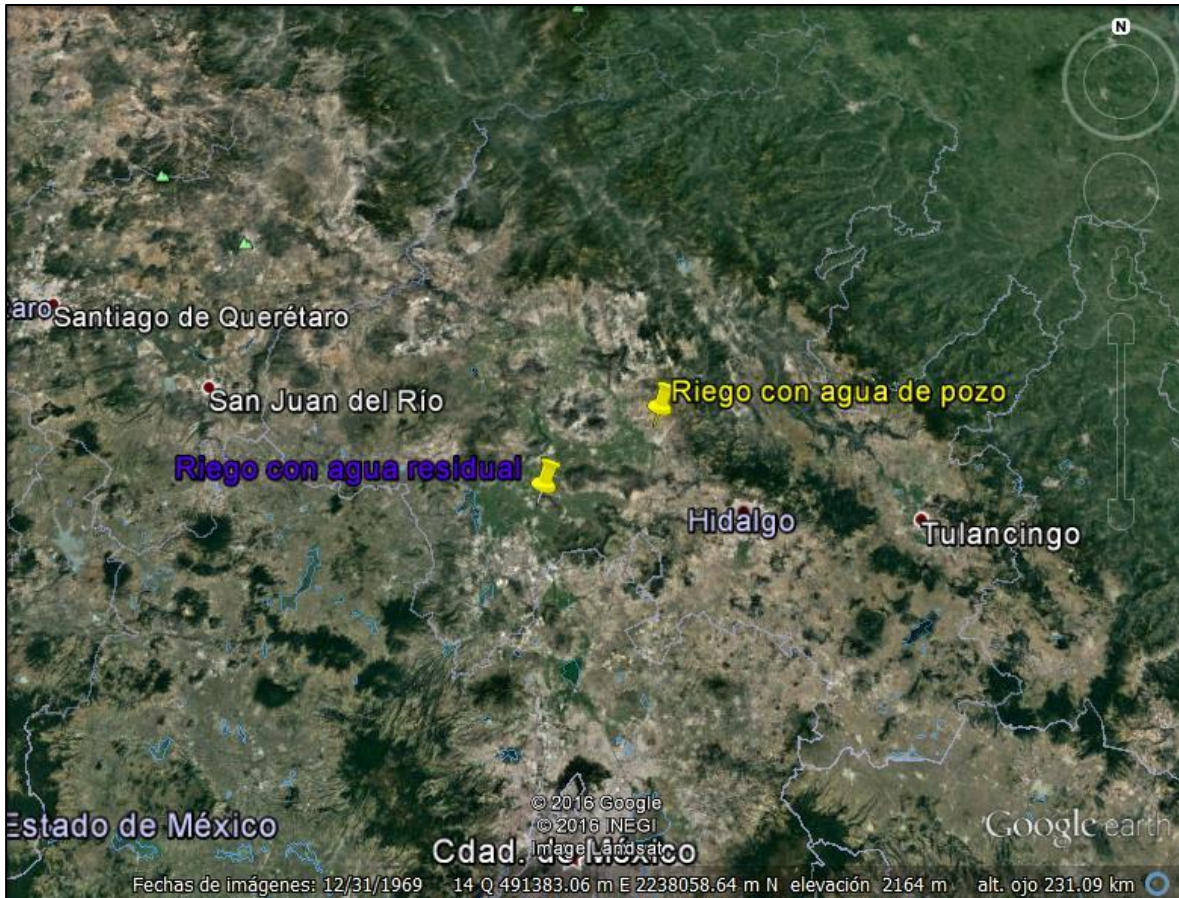 N
taro
Santiago de Querétaro
San Juan del Río
Riego con agua de pozo
Riego con agua residual
Hidalgo
Tulancingo
© 2016 Google
© 2016 INEGI
Image Landsat
Estado de México
Cdad. de México
Google earth
Fechas de imágenes: 12/31/1969 14 Q 491383.06 m E 2238058.64 m N elevación 2164 m alt. ojo 231.09 km